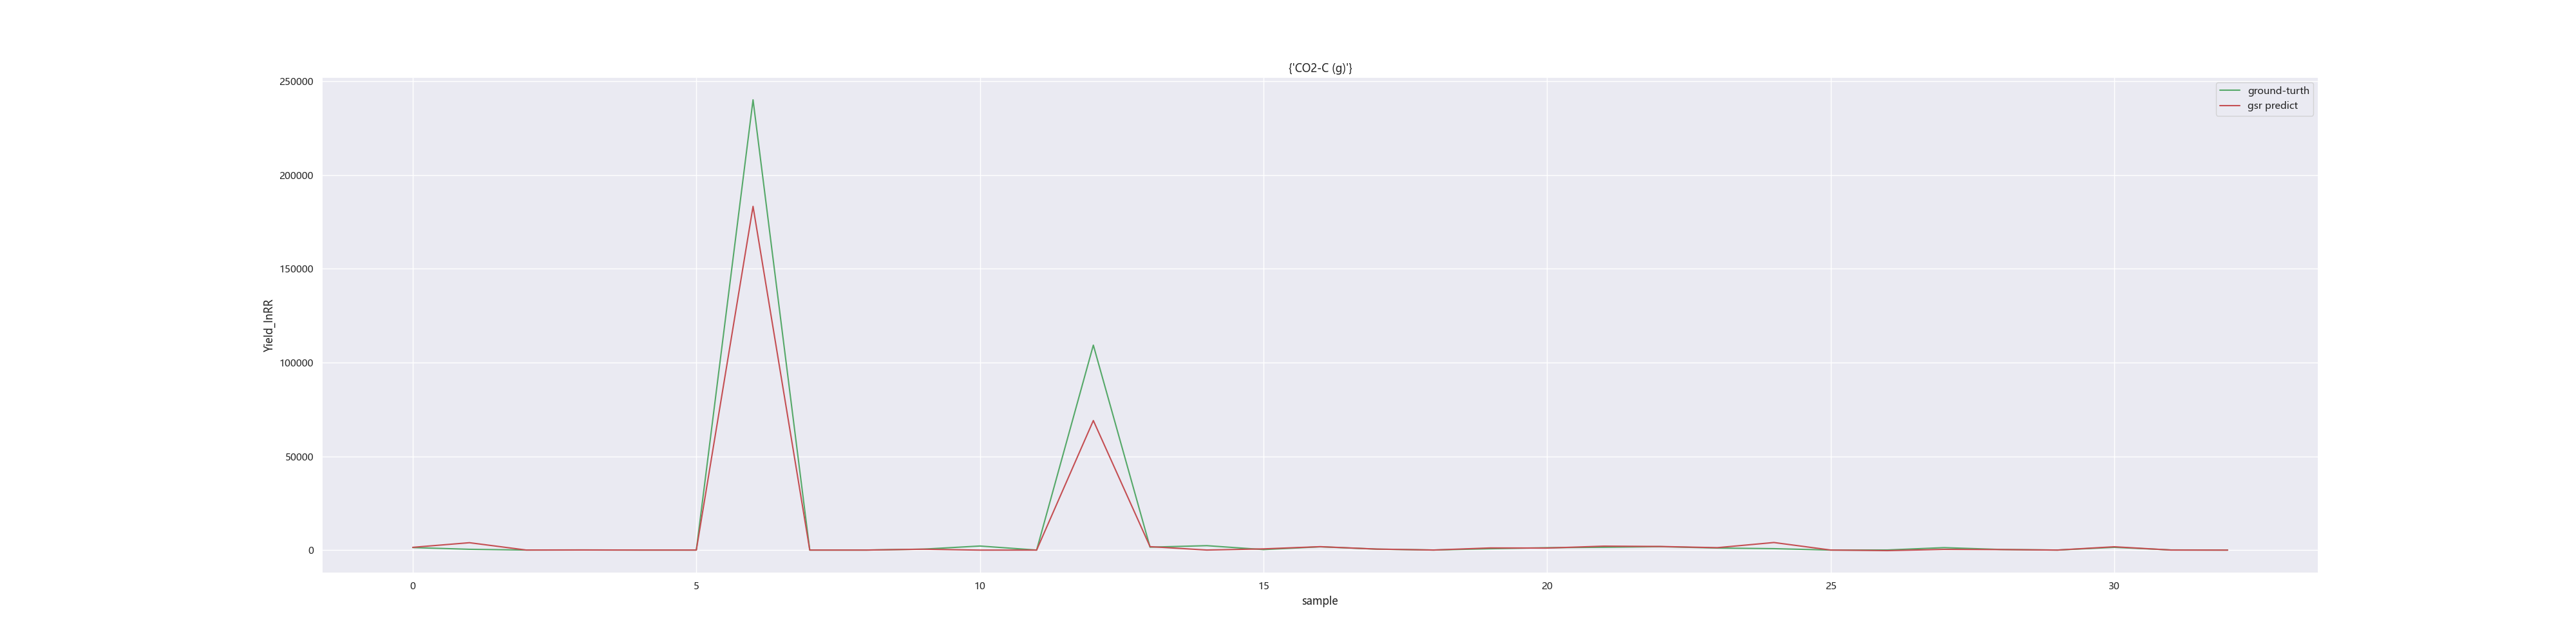 {'CO2-C (g)'}
250000
200000
150000
100000
50000
0
Yield_lnRR
ground-turth
gsr predict
0 5 10 15 20 25 30
sample